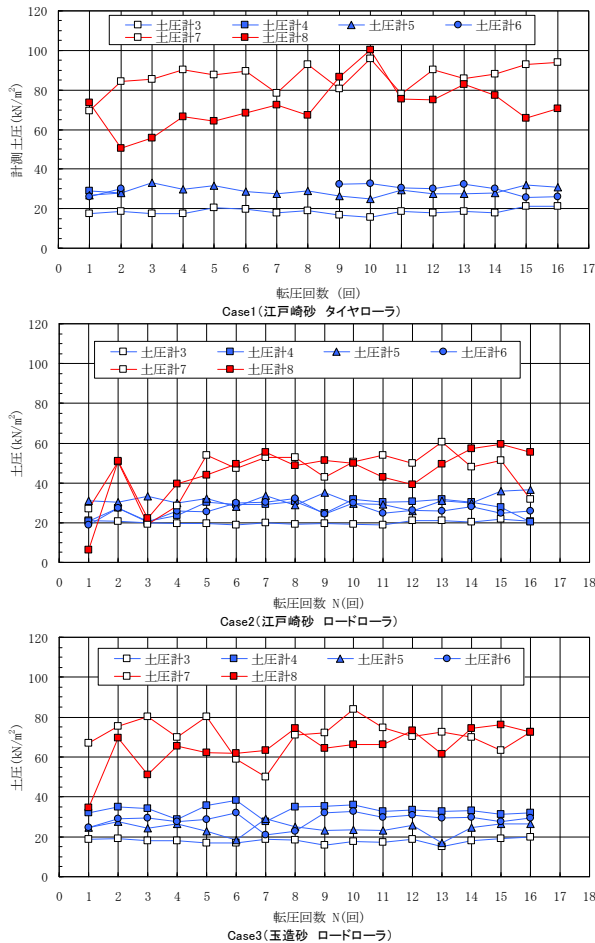 土圧計3 土圧計4 土圧計5 土圧計6
土圧計7 土圧計8
120
100
80
60
40
20
0
計測土圧(kN/m²)
0 1 2 3 4 5 6 7 8 9 10 11 12 13 14 15 16 17
転圧回数 (回)
Case1(江戸崎砂 タイヤローラ)
120
100
80
60
40
20
0
土圧(kN/m²)
土圧計3 土圧計4 土圧計5 土圧計6
土圧計7 土圧計8
0 1 2 3 4 5 6 7 8 9 10 11 12 13 14 15 16 17 18
転圧回数 N(回)
Case2(江戸崎砂 ロードローラ)
120
100
80
60
40
20
0
土圧(kN/m²)
土圧計3 土圧計4 土圧計5 土圧計6
土圧計7 土圧計8
0 1 2 3 4 5 6 7 8 9 10 11 12 13 14 15 16 17 18
転圧回数 N(回)
Case3(玉造砂 ロードローラ)